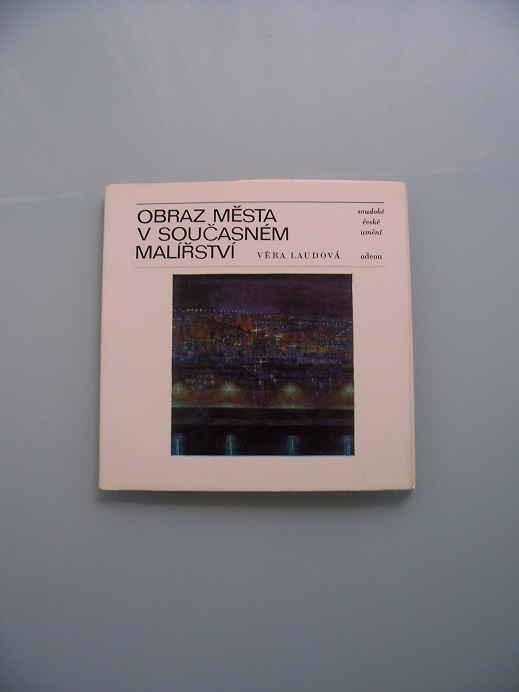 OBRAZ MĚSTA
V SOUČASNÉM
MALÍŘSTVÍ
VĚRA LAUDOVÁ
soudobé
české
umění
odeon